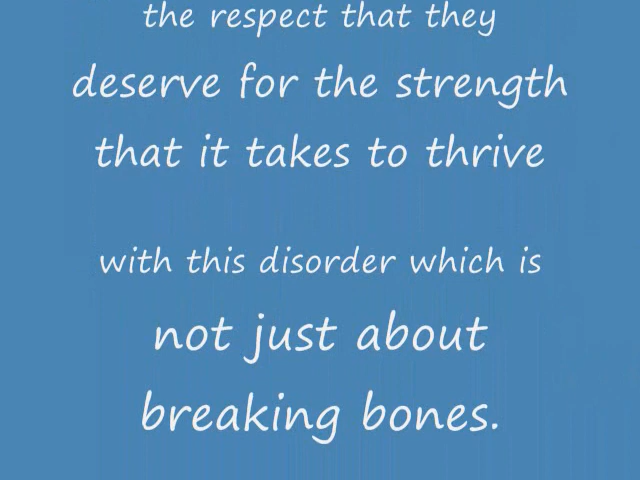 the respect that they
deserve for the strength
that it takes to thrive
with this disorder which is
not just about
breaking bones.